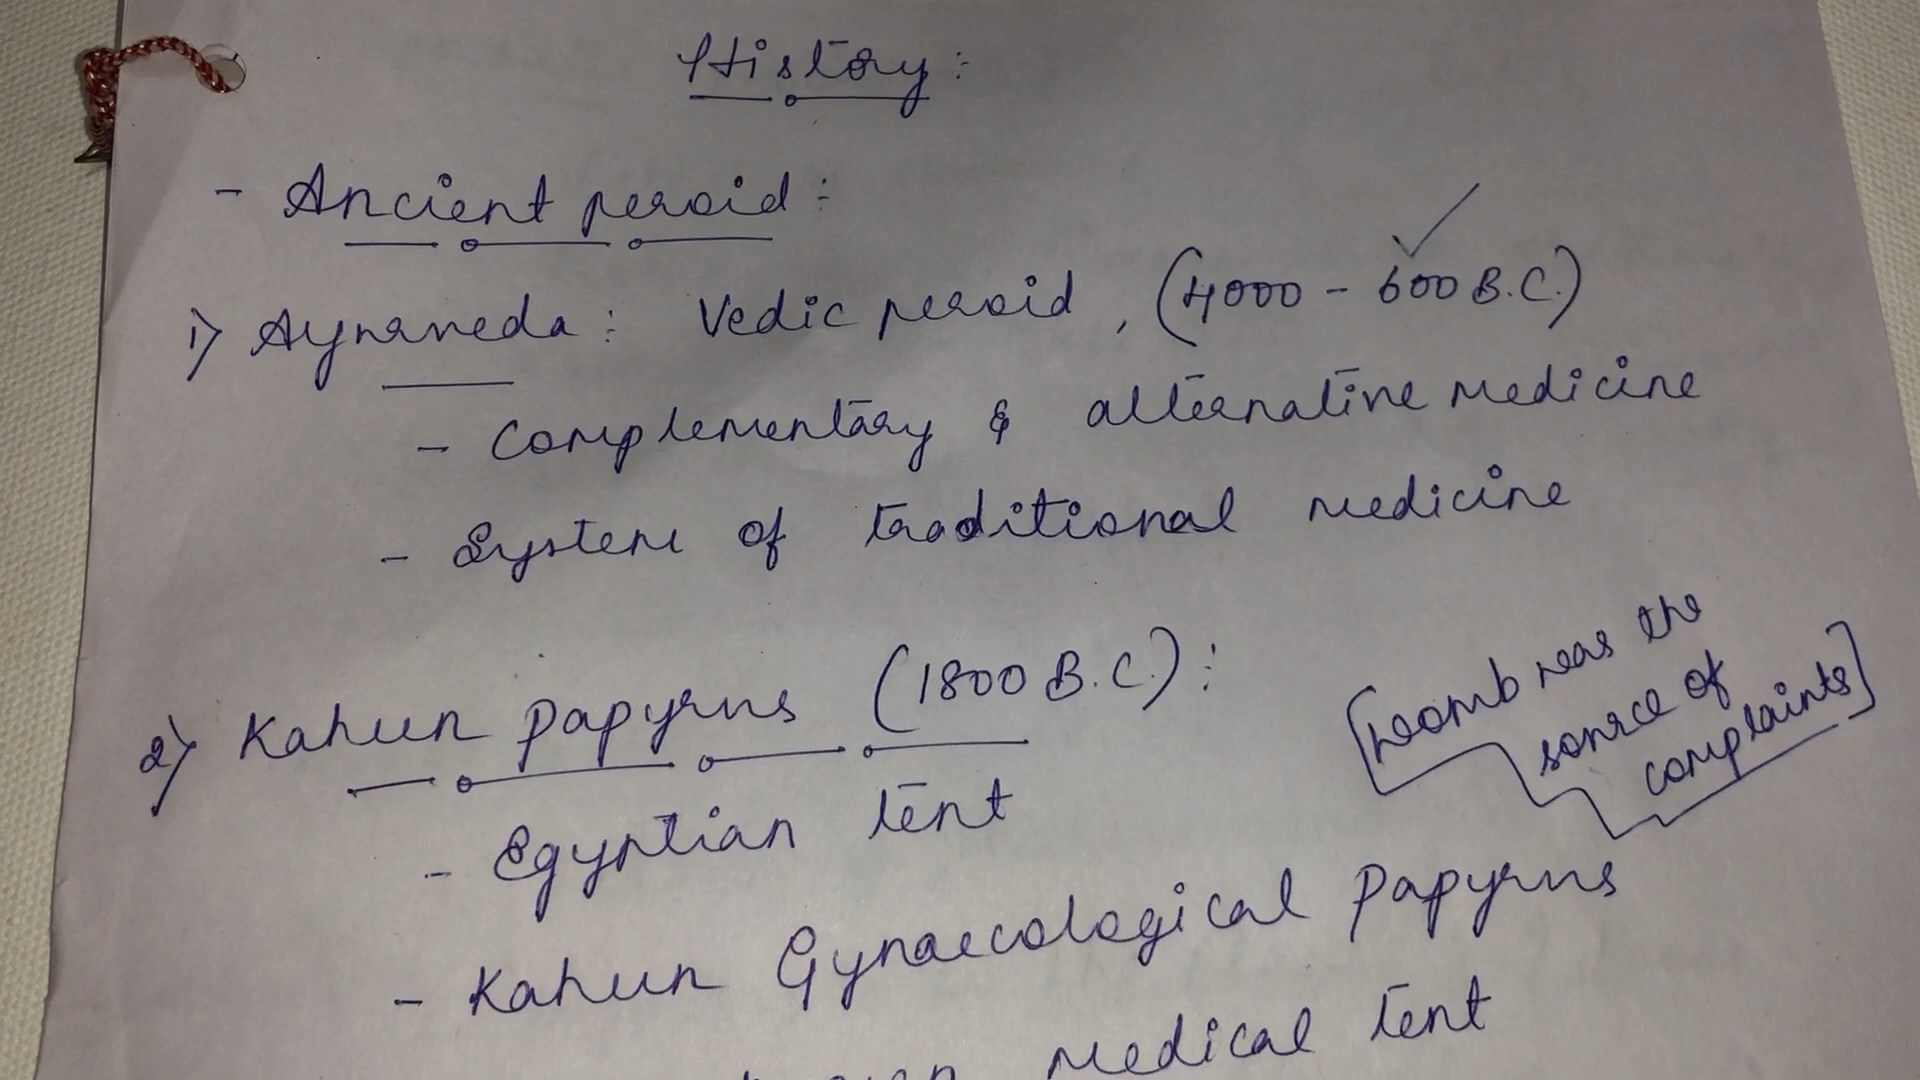 History:
- Ancient peroid:
1) Ayurveda: Vedic peroid, (4000 - 600 B.C.)
- Complementary & alternative medicine
- System of traditional medicine
2) Kahun papyrus (1800 B.C.):
[womb was the
source of
complaints]
- Egyptian text
- Kahun Gynaecological Papyrus
medical text